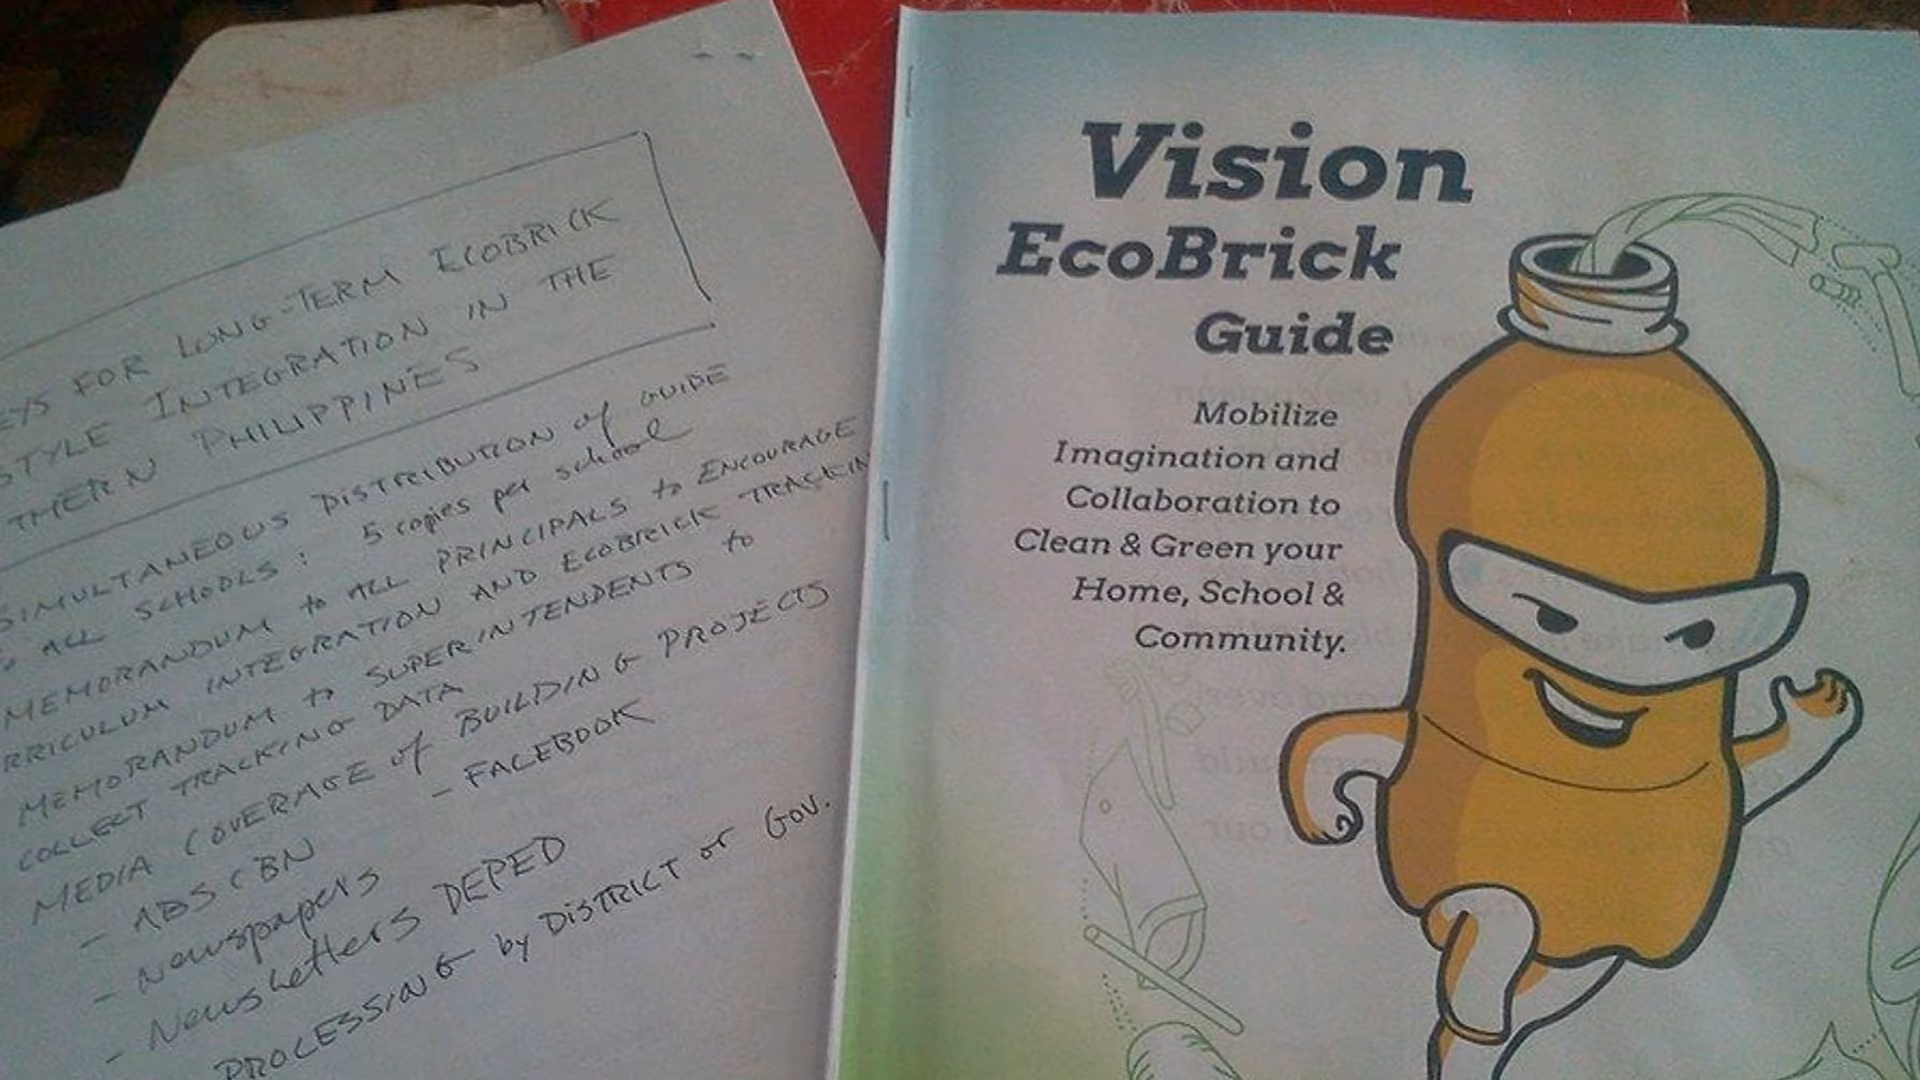 EYS FOR LONG-TERM ECOBRICK
STYLE INTEGRATION IN THE
THERN PHILIPPINES
SIMULTANEOUS DISTRIBUTION of GUIDE
ALL SCHOOLS : 5 copies per school
MEMORANDUM to ALL PRINCIPALS to ENCOURAGE
RRICULUM INTEGRATION AND ECOBRICK TRACKIN
MEMORANDUM to SUPERINTENDENTS to
COLLECT TRACKING DATA
MEDIA COVERAGE of BUILDING PROJECTS
- ABS CBN - FACEBOOK
- Newspapers
- Newsletters DEPED
PROCESSING by DISTRICT or GOV.
Vision
EcoBrick
Guide
Mobilize
Imagination and
Collaboration to
Clean & Green your
Home, School &
Community.